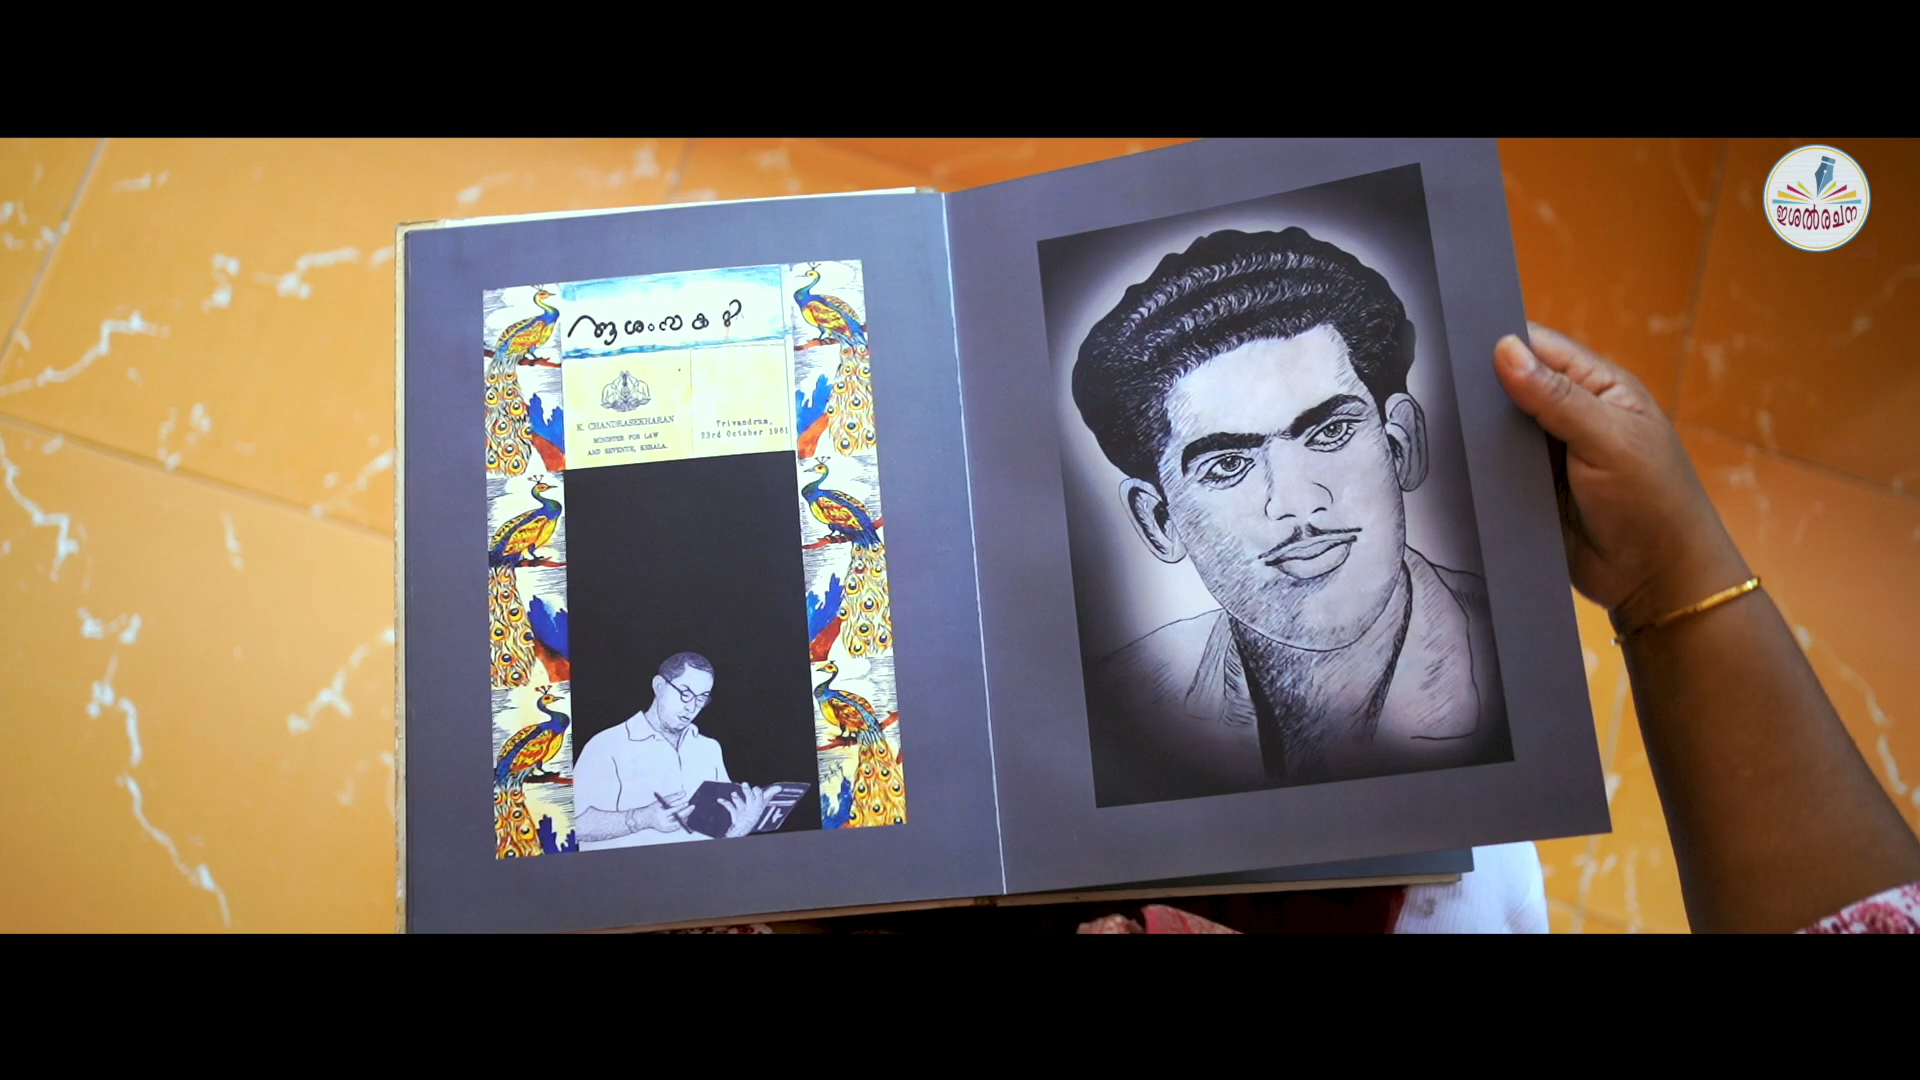 ആശംസകൾ
K. CHANDRASEKHARAN
MINISTER FOR LAW
AND REVENUE, KERALA.
Trivandrum,
23rd October 1961
ഇശൽരചന